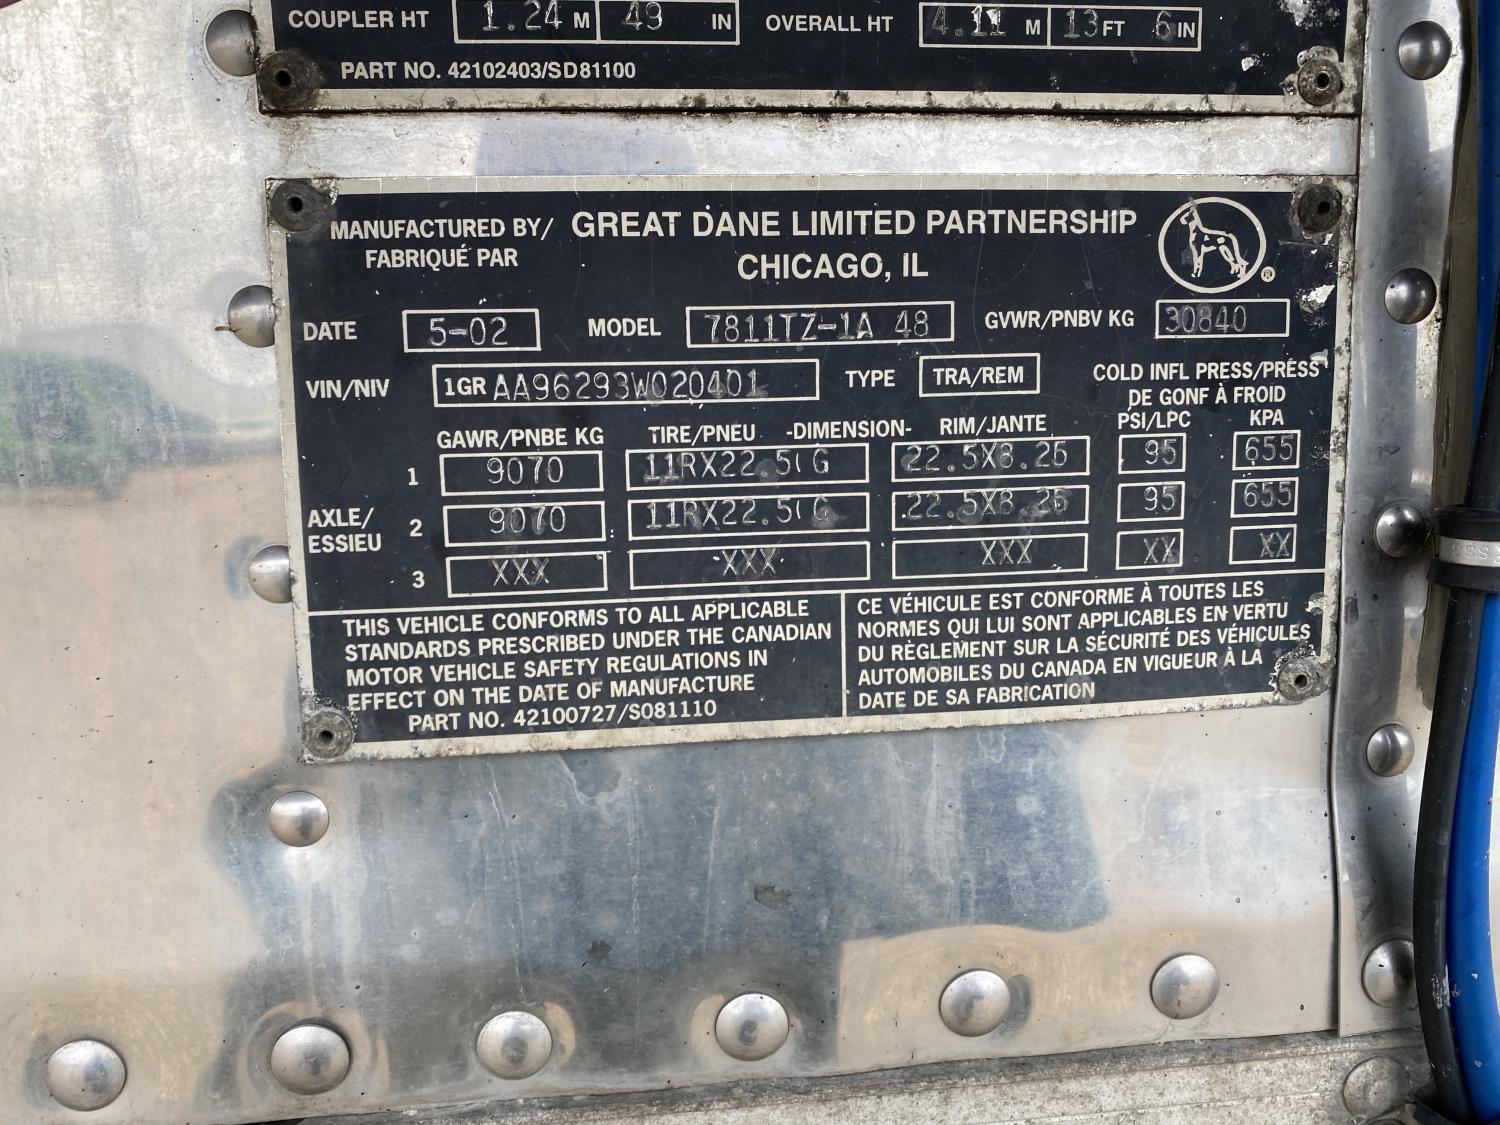 COUPLER HT 1.24 M 49 IN OVERALL HT 4.11 M 13 FT 6 IN
PART NO. 42102403/SD81100
MANUFACTURED BY/ GREAT DANE LIMITED PARTNERSHIP
FABRIQUÉ PAR CHICAGO, IL
®
DATE 5-02 MODEL 7811TZ-1A 48 GVWR/PNBV KG 30840
VIN/NIV 1GRAA96293W020401 TYPE TRA/REM COLD INFL PRESS/PRESS
DE GONF À FROID
GAWR/PNBE KG TIRE/PNEU -DIMENSION- RIM/JANTE PSI/LPC KPA
1 9070 11RX22.5( G 22.5X8.25 95 655
AXLE/
ESSIEU
2 9070 11RX22.5( G 22.5X8.25 95 655
3 XXX XXX XXX XX XX
THIS VEHICLE CONFORMS TO ALL APPLICABLE
STANDARDS PRESCRIBED UNDER THE CANADIAN
MOTOR VEHICLE SAFETY REGULATIONS IN
EFFECT ON THE DATE OF MANUFACTURE
PART NO. 42100727/S081110
CE VÉHICULE EST CONFORME À TOUTES LES
NORMES QUI LUI SONT APPLICABLES EN VERTU
DU RÈGLEMENT SUR LA SÉCURITÉ DES VÉHICULES
AUTOMOBILES DU CANADA EN VIGUEUR À LA
DATE DE SA FABRICATION